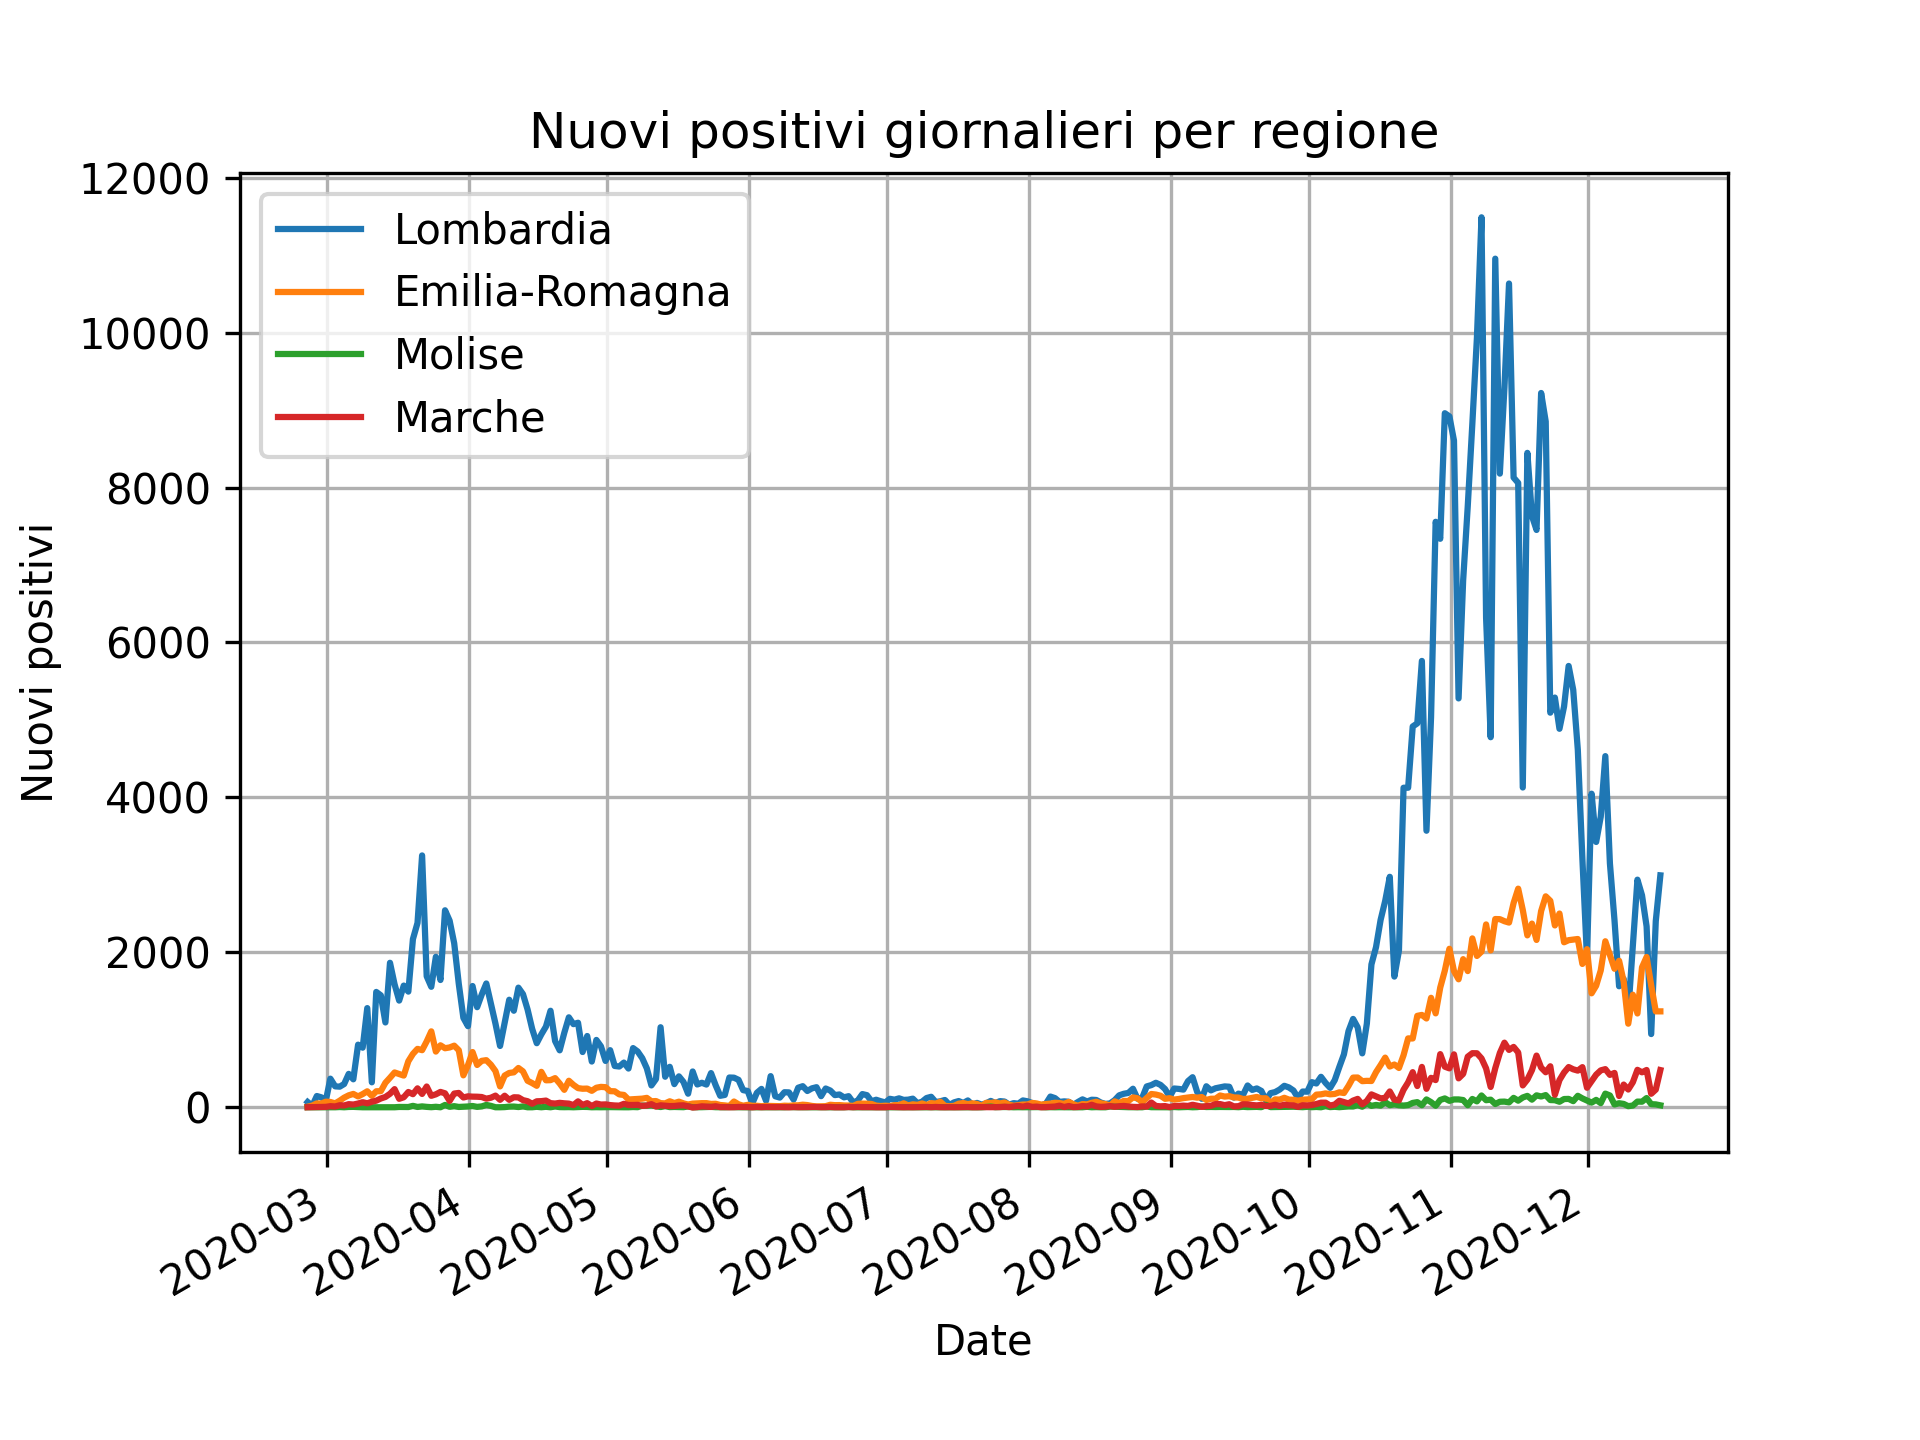 Nuovi positivi giornalieri per regione
12000
10000
8000
6000
4000
2000
0
Nuovi positivi
Lombardia
Emilia-Romagna
Molise
Marche
2020-03
2020-04
2020-05
2020-06
2020-07
2020-08
2020-09
2020-10
2020-11
2020-12
Date